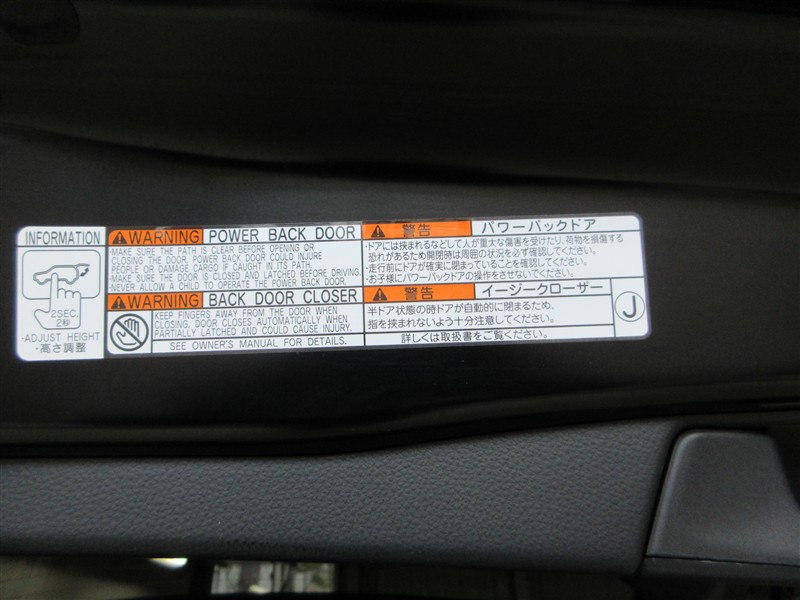 INFORMATION
2SEC.
2秒
・ADJUST HEIGHT
・高さ調整
WARNING POWER BACK DOOR
MAKE SURE THE PATH IS CLEAR BEFORE OPENING OR
CLOSING THE DOOR. POWER BACK DOOR COULD INJURE
PEOPLE OR DAMAGE CARGO IF CAUGHT IN ITS PATH.
MAKE SURE THE DOOR IS CLOSED AND LATCHED BEFORE DRIVING.
NEVER ALLOW A CHILD TO OPERATE THE POWER BACK DOOR.
WARNING BACK DOOR CLOSER
KEEP FINGERS AWAY FROM THE DOOR WHEN
CLOSING. DOOR CLOSES AUTOMATICALLY WHEN
PARTIALLY LATCHED AND COULD CAUSE INJURY.
SEE OWNER'S MANUAL FOR DETAILS.
警告 パワーバックドア
・ドアには挟まれるなどして人が重大な傷害を受けたり、荷物を損傷する
恐れがあるため開閉時は周囲の状況を必ず確認してください。
・走行前にドアが確実に閉まっていることを確認してください。
・お子様にパワーバックドアの操作をさせないでください。
警告 イージークローザー
半ドア状態の時ドアが自動的に閉まるため、
指を挟まれないよう十分注意してください。
詳しくは取扱書をご覧ください。
J